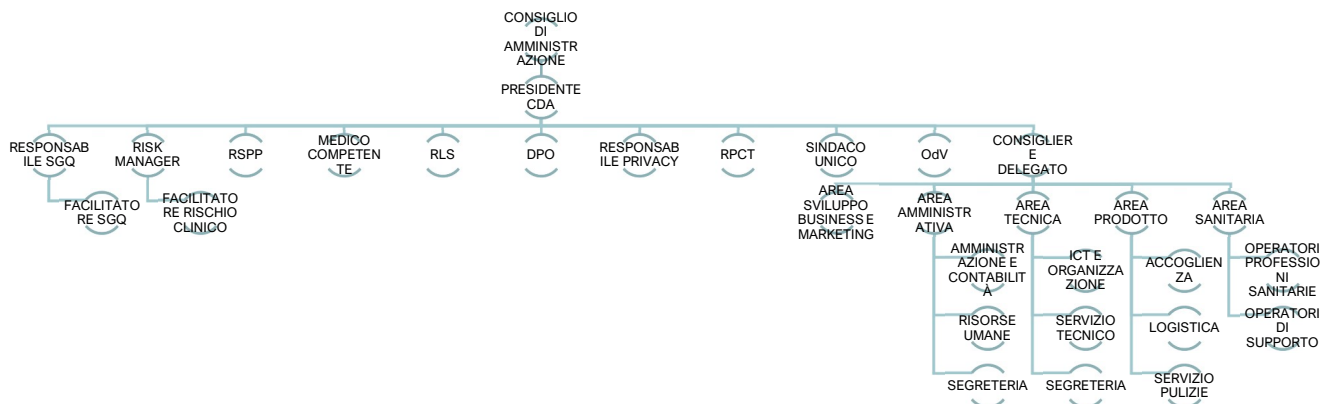 CONSIGLIO
DI
AMMINISTR
AZIONE
PRESIDENTE
CDA
RESPONSAB
ILE SGQ
RISK
MANAGER
RSPP
MEDICO
COMPETEN
TE
RLS
DPO
RESPONSAB
ILE PRIVACY
RPCT
SINDACO
UNICO
OdV
CONSIGLIER
E
DELEGATO
FACILITATO
RE SGQ
FACILITATO
RE RISCHIO
CLINICO
AREA
SVILUPPO
BUSINESS E
MARKETING
AREA
AMMINISTR
ATIVA
AREA
TECNICA
AREA
PRODOTTO
AREA
SANITARIA
AMMINISTR
AZIONE E
CONTABILIT
À
ICT E
ORGANIZZA
ZIONE
ACCOGLIEN
ZA
OPERATORI
PROFESSIO
NI
SANITARIE
RISORSE
UMANE
SERVIZIO
TECNICO
LOGISTICA
OPERATORI
DI
SUPPORTO
SEGRETERIA
SEGRETERIA
SERVIZIO
PULIZIE